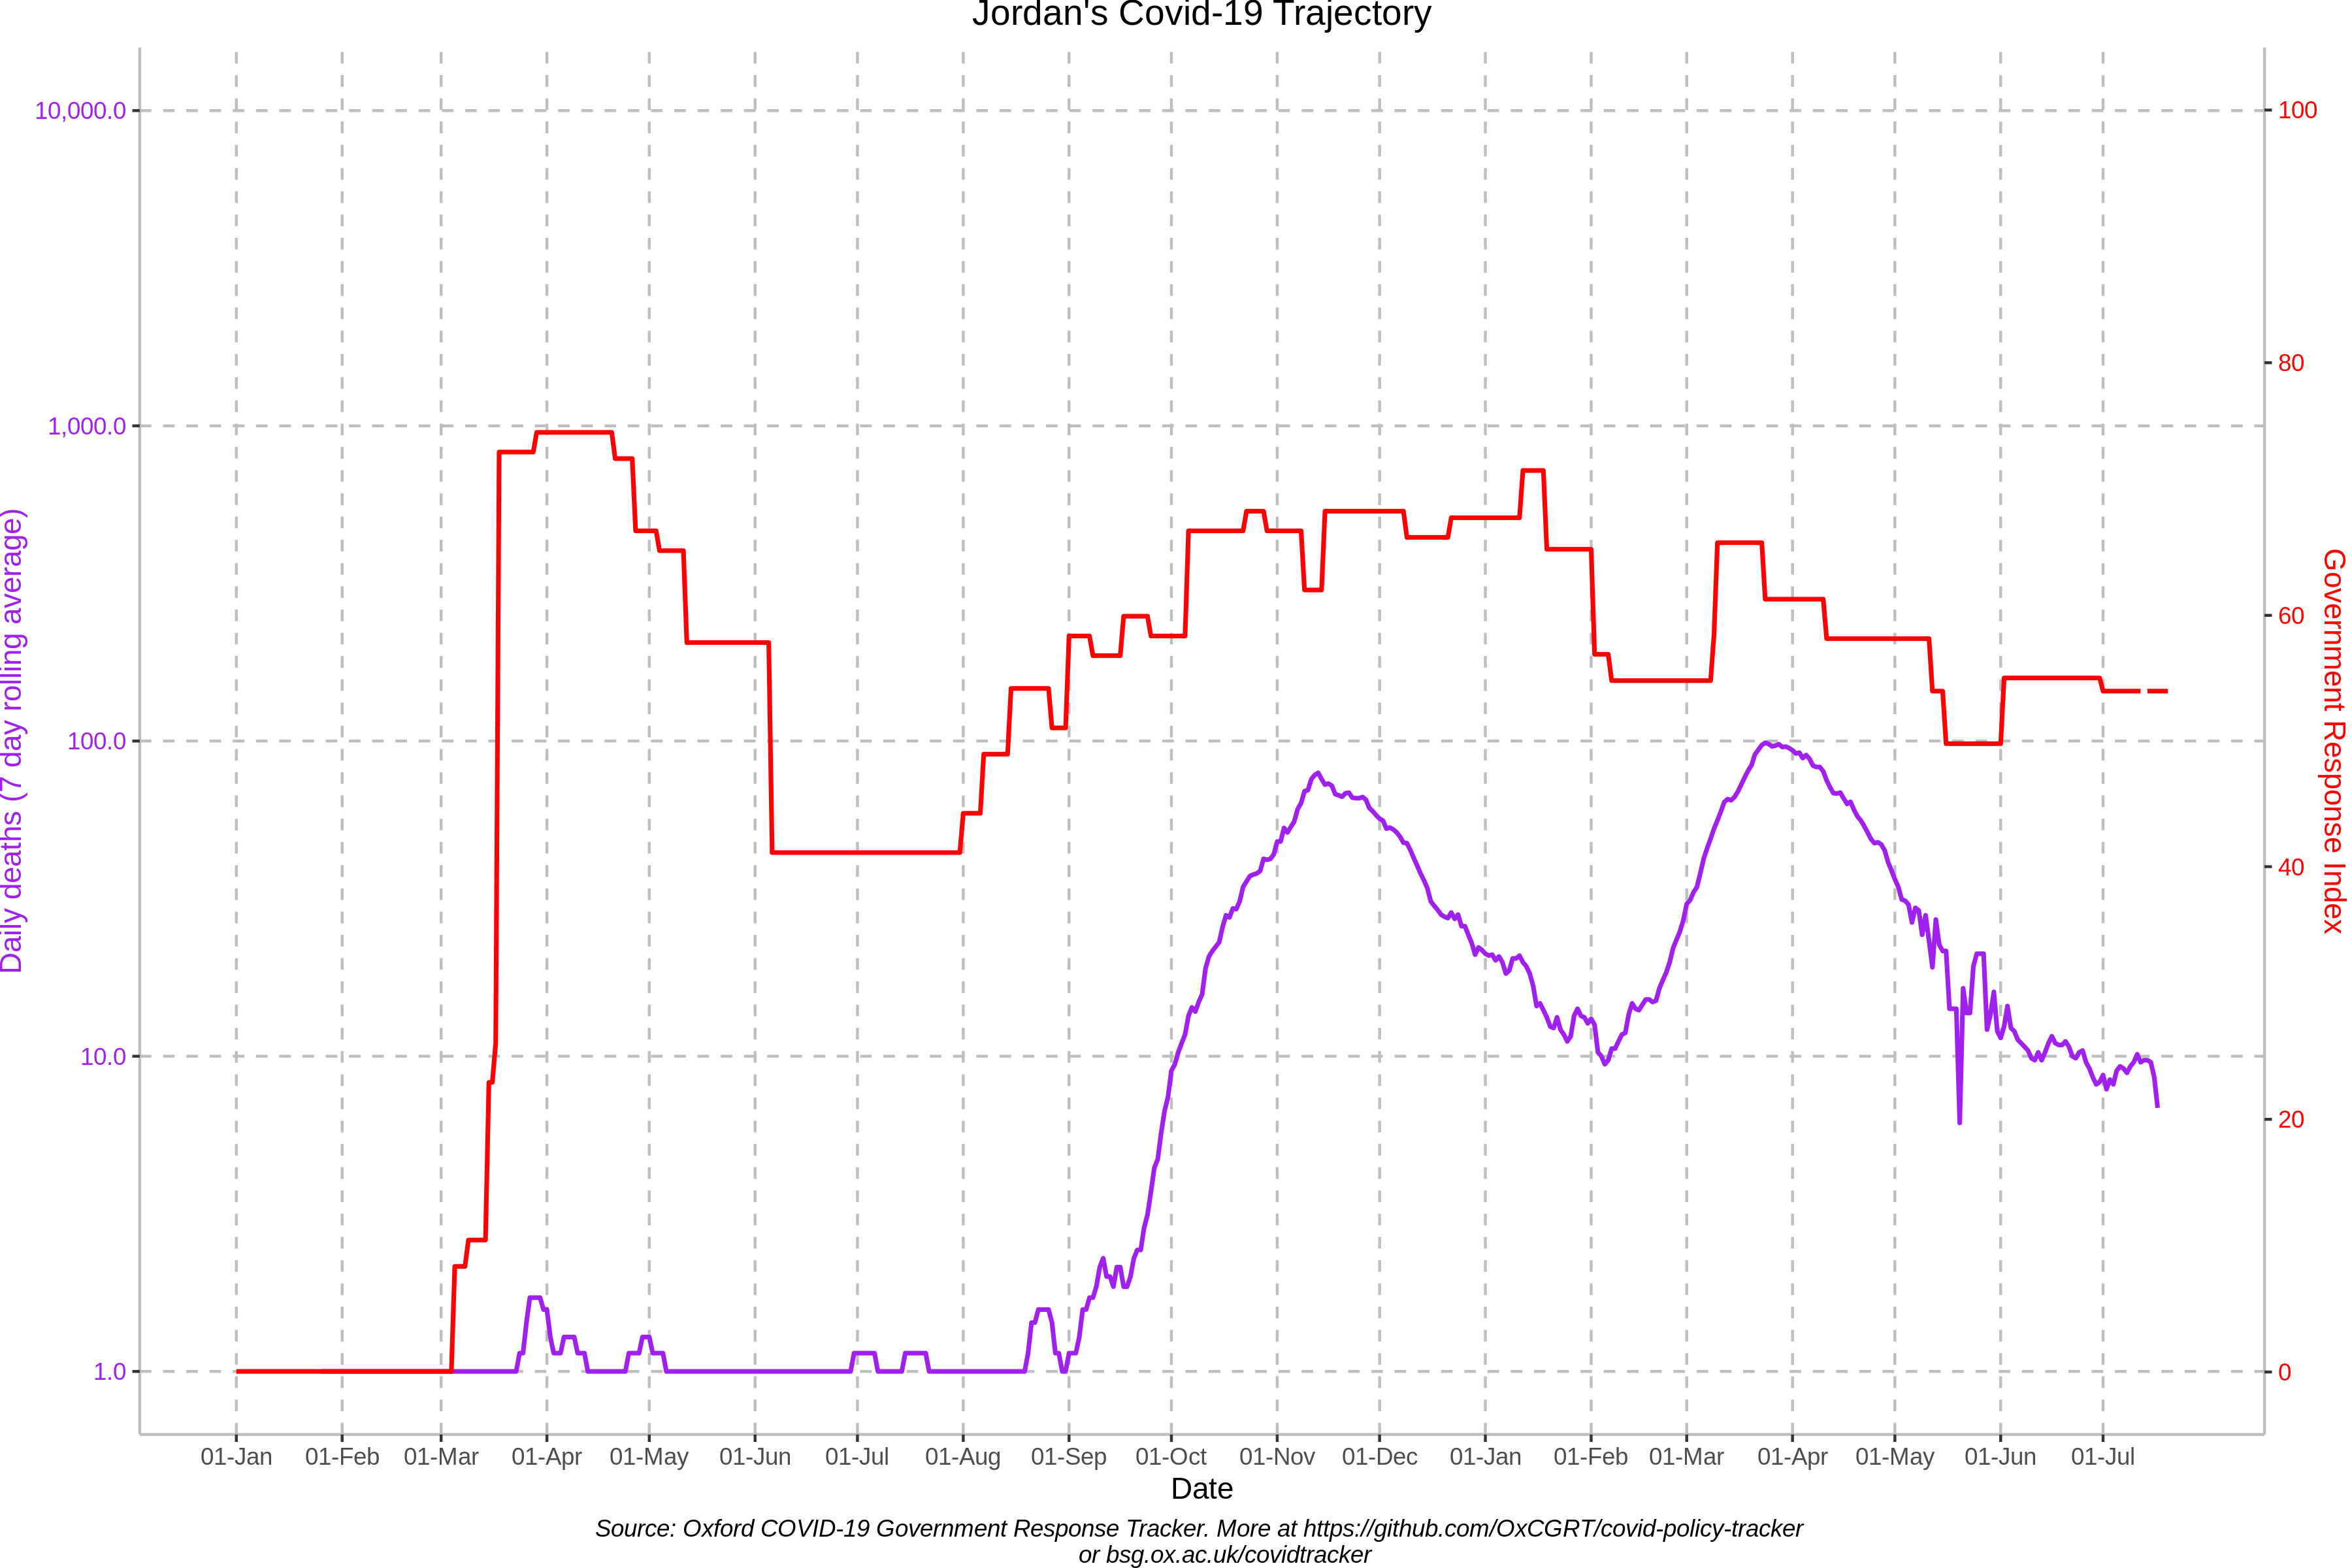 Jordan's Covid-19 Trajectory
10,000.0
1,000.0
100.0
10.0
1.0
Daily deaths (7 day rolling average)
100
80
60
40
20
0
Government Response Index
01-Jan 01-Feb 01-Mar 01-Apr 01-May 01-Jun 01-Jul 01-Aug 01-Sep 01-Oct 01-Nov 01-Dec 01-Jan 01-Feb 01-Mar 01-Apr 01-May 01-Jun 01-Jul
Date
Source: Oxford COVID-19 Government Response Tracker. More at https://github.com/OxCGRT/covid-policy-tracker
or bsg.ox.ac.uk/covidtracker